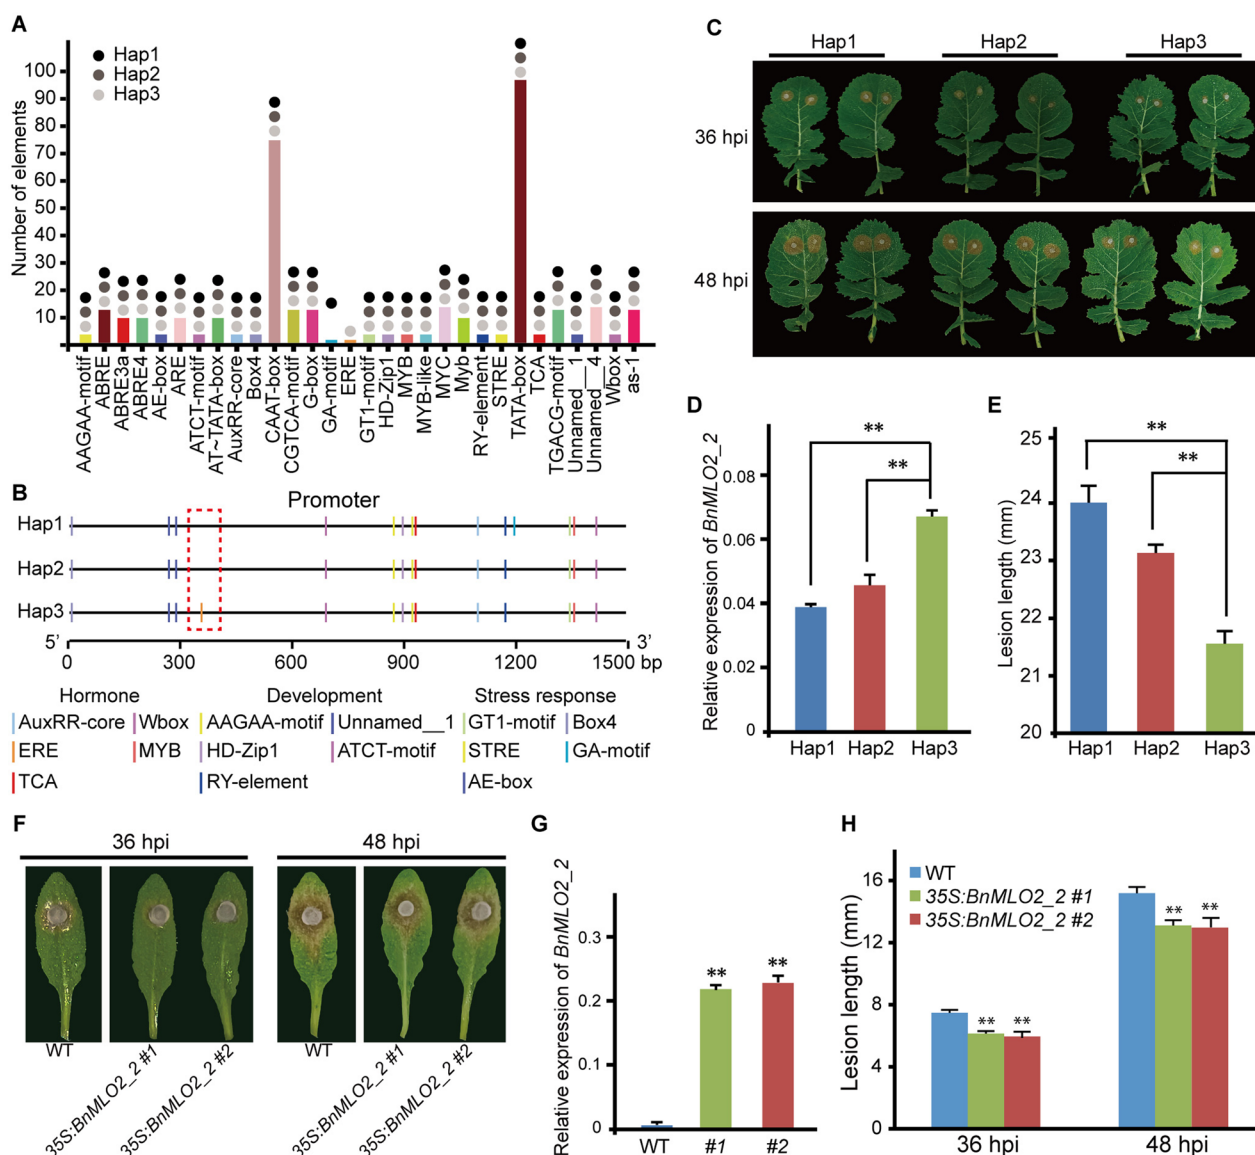 A
Hap1
Hap2
Hap3
Number of elements
100
90
80
70
60
50
40
30
20
10
AAGAA-motif
ABRE
ABRE3a
ABRE4
AE-box
ARE
ATCT-motif
AT~TATA-box
AuxRR-core
Box4
CAAT-box
CGTCA-motif
G-box
GA-motif
ERE
GT1-motif
HD-Zip1
MYB
MYB-like
MYC
Myb
RY-element
STRE
TATA-box
TCA
TGACG-motif
Unnamed__1
Unnamed__4
Wbox
as-1
B
Promoter
Hap1
Hap2
Hap3
5’ 3’
0 300 600 900 1200 1500 bp
Hormone Development Stress response
AuxRR-core Wbox AAGAA-motif Unnamed__1 GT1-motif Box4
ERE MYB HD-Zip1 ATCT-motif STRE GA-motif
TCA RY-element AE-box
C
Hap1 Hap2 Hap3
36 hpi
48 hpi
D
Relative expression of BnMLO2_2
0.08
0.06
0.04
0.02
0
**
**
Hap1 Hap2 Hap3
E
Lesion length (mm)
25
24
23
22
21
20
**
**
Hap1 Hap2 Hap3
F
36 hpi 48 hpi
WT
35S:BnMLO2_2 #1
35S:BnMLO2_2 #2
WT
35S:BnMLO2_2 #1
35S:BnMLO2_2 #2
G
Relative expression of BnMLO2_2
0.3
0.2
0.1
0
** **
WT #1 #2
H
Lesion length (mm)
16
12
8
4
0
WT
35S:BnMLO2_2 #1
35S:BnMLO2_2 #2
** **
** **
36 hpi 48 hpi